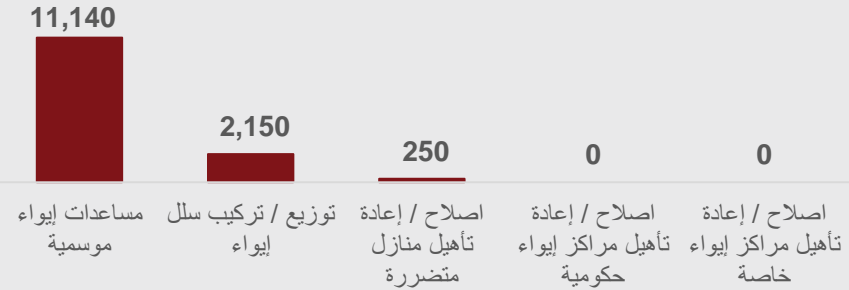 11,140
2,150
250
0
0
مساعدات إيواء
موسمية
توزيع / تركيب سلل
إيواء
اصلاح / إعادة
تأهيل منازل
متضررة
اصلاح / إعادة
تأهيل مراكز إيواء
حكومية
اصلاح / إعادة
تأهيل مراكز إيواء
خاصة